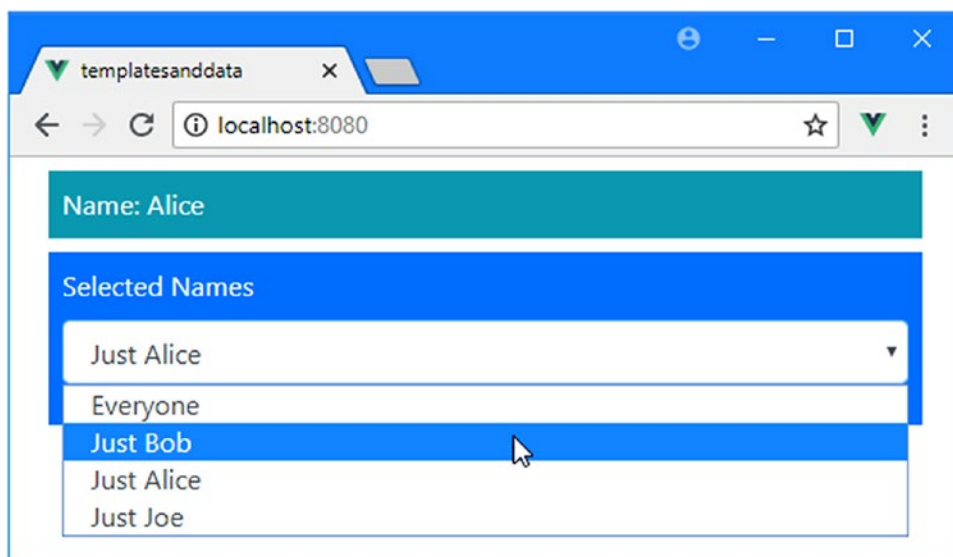 templatesanddata
localhost:8080
Name: Alice
Selected Names
Just Alice
Everyone
Just Bob
Just Alice
Just Joe